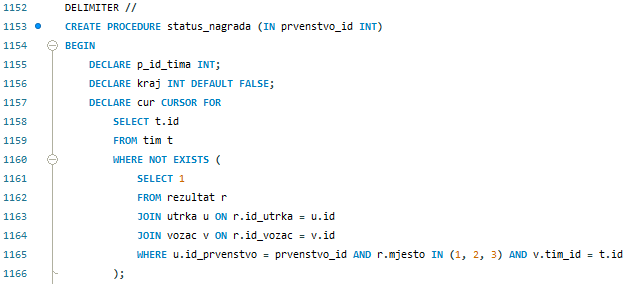 1152 DELIMITER //
1153 CREATE PROCEDURE status_nagrada (IN prvenstvo_id INT)
1154 BEGIN
1155 DECLARE p_id_tima INT;
1156 DECLARE kraj INT DEFAULT FALSE;
1157 DECLARE cur CURSOR FOR
1158 SELECT t.id
1159 FROM tim t
1160 WHERE NOT EXISTS (
1161 SELECT 1
1162 FROM rezultat r
1163 JOIN utrka u ON r.id_utrka = u.id
1164 JOIN vozac v ON r.id_vozac = v.id
1165 WHERE u.id_prvenstvo = prvenstvo_id AND r.mjesto IN (1, 2, 3) AND v.tim_id = t.id
1166 );